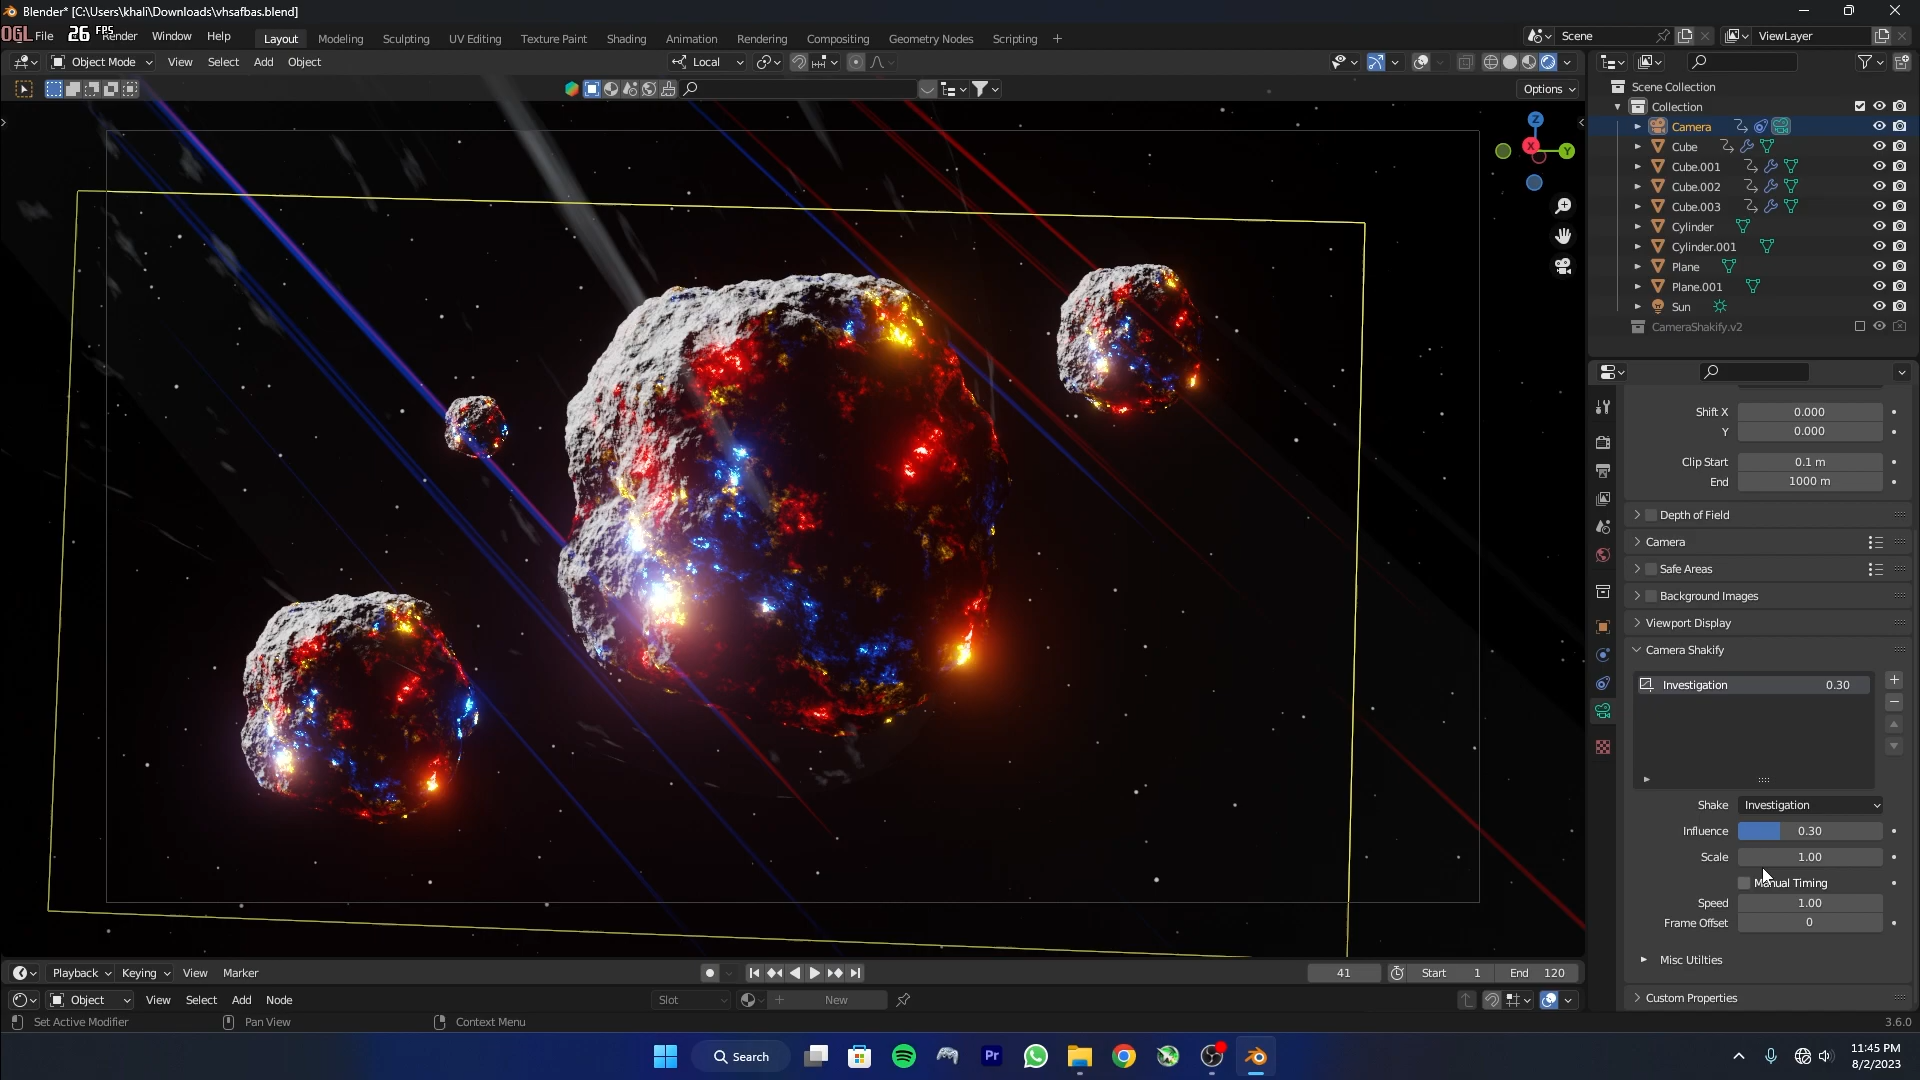 Blender* [C:\Users\khali\Downloads\vhsafbas.blend]
OGL 26 FPS
File Render Window Help Layout Modeling Sculpting UV Editing Texture Paint Shading Animation Rendering Compositing Geometry Nodes Scripting + Scene ViewLayer
Object Mode View Select Add Object Local
Options
Scene Collection
Collection
Camera
Cube
Cube.001
Cube.002
Cube.003
Cylinder
Cylinder.001
Plane
Plane.001
Sun
CameraShakify.v2
Z
X
Y
Shift X 0.000
Y 0.000
Clip Start 0.1 m
End 1000 m
Depth of Field
Camera
Safe Areas
Background Images
Viewport Display
Camera Shakify
Investigation 0.30
Shake Investigation
Influence 0.30
Scale 1.00
Manual Timing
Speed 1.00
Frame Offset 0
Misc Utilties
Custom Properties
Playback Keying View Marker 41 Start 1 End 120
Object View Select Add Node Slot New
Set Active Modifier Pan View Context Menu 3.6.0
Search
Pr
11:45 PM
8/2/2023